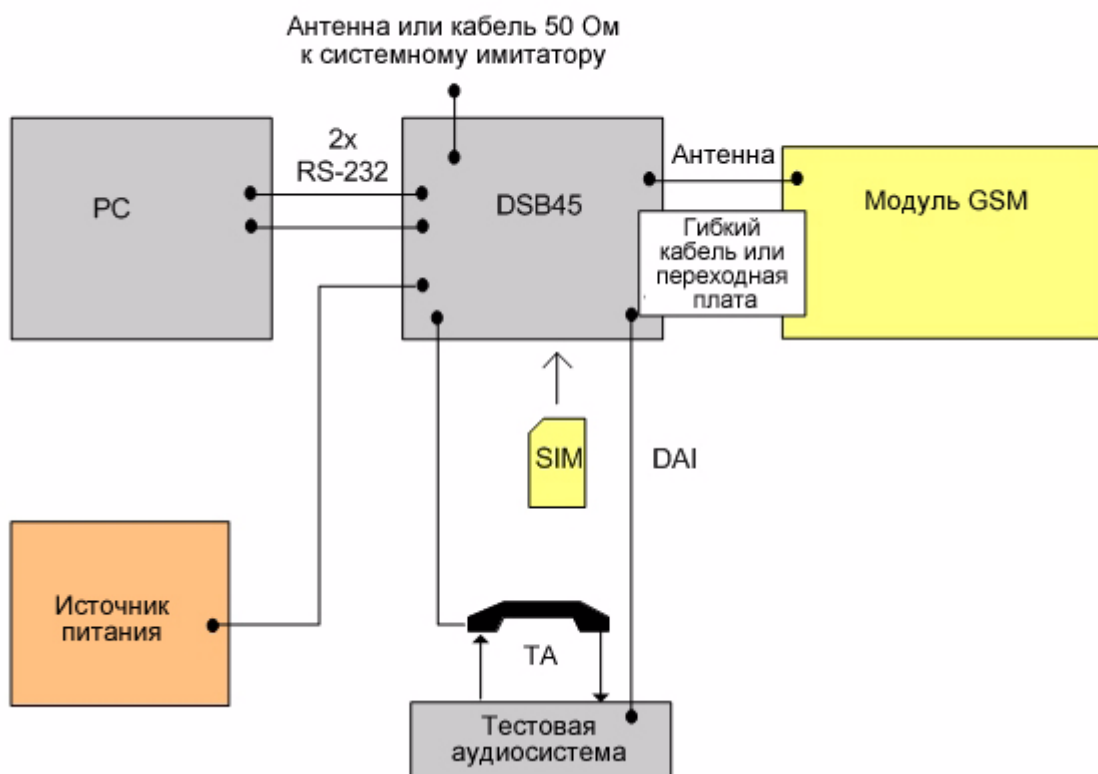 Антенна или кабель 50 Ом
к системному имитатору
2x
RS-232
PC
DSB45
Антенна
Модуль GSM
Гибкий
кабель или
переходная
плата
SIM
DAI
Источник
питания
ТА
Тестовая
аудиосистема